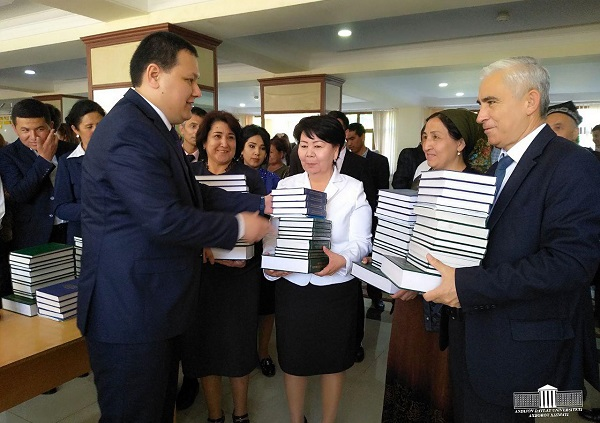 ANDIJON DAVLAT UNIVERSITETI
AXBOROT XIZMATI